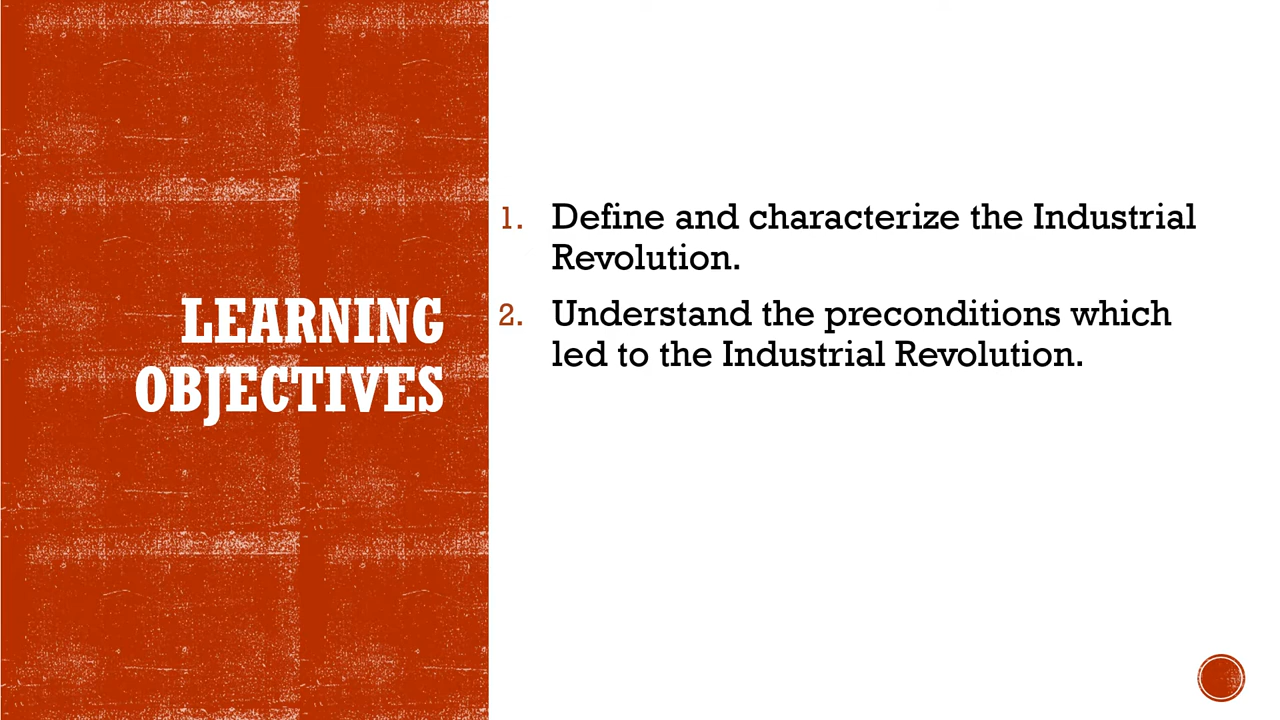 LEARNING
OBJECTIVES
1. Define and characterize the Industrial
Revolution.
2. Understand the preconditions which
led to the Industrial Revolution.